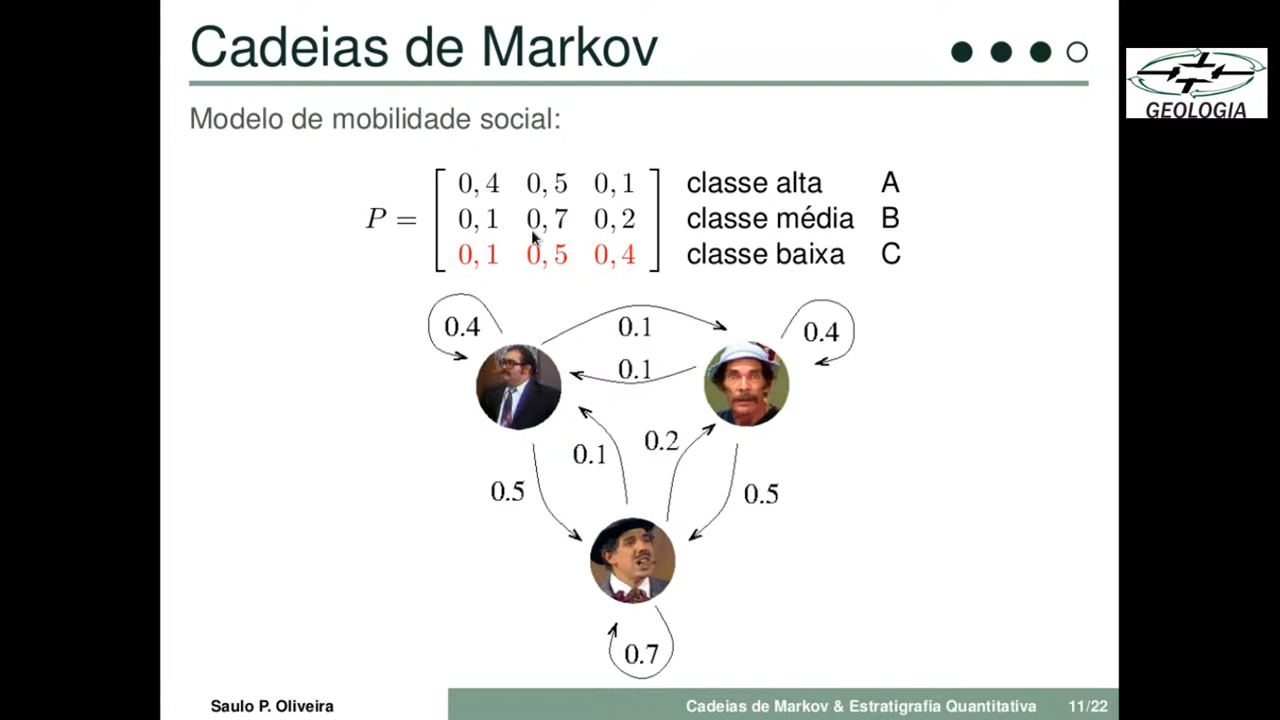 Cadeias de Markov
GEOLOGIA
Modelo de mobilidade social:
0, 4 0, 5 0, 1 classe alta A
P = 0, 1 0, 7 0, 2 classe média B
0, 1 0, 5 0, 4 classe baixa C
0.4 0.1 0.4
0.1
0.1 0.2
0.5 0.5
0.7
Saulo P. Oliveira Cadeias de Markov & Estratigrafia Quantitativa 11/22